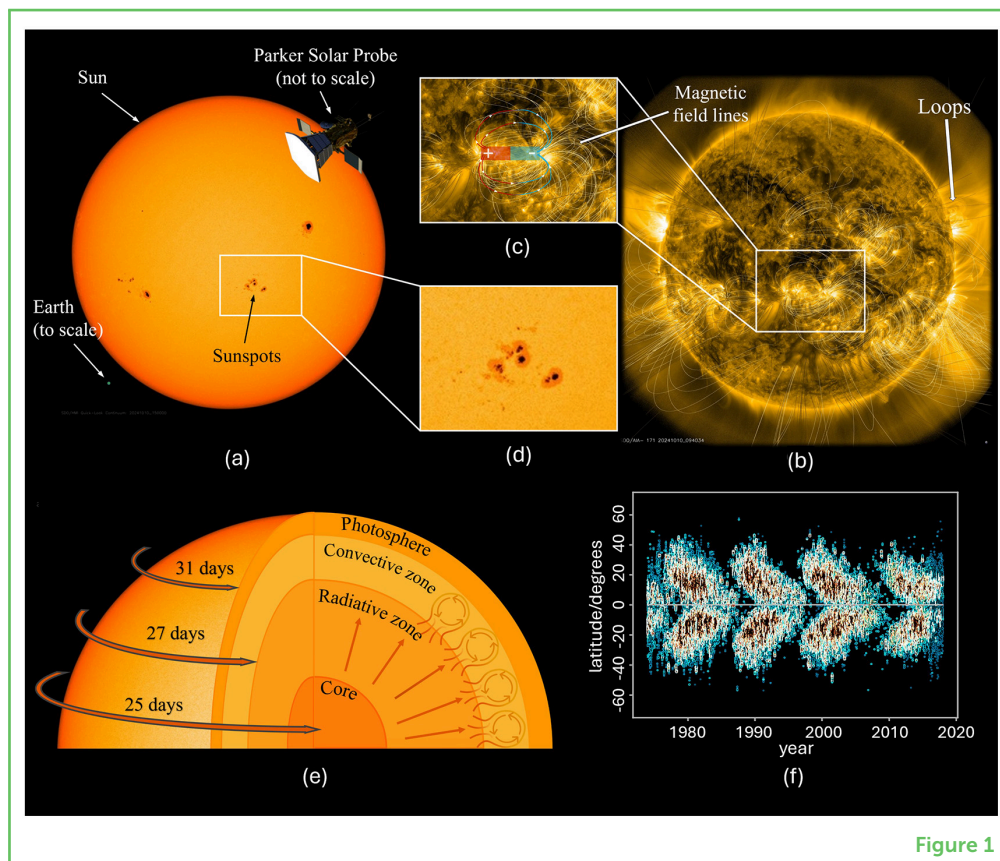 Parker Solar Probe
(not to scale)
Sun
Magnetic
field lines
Loops
+
-
(c)
Earth
(to scale)
Sunspots
(a)
(d)
(b)
Photosphere
Convective zone
Radiative zone
Core
31 days
27 days
25 days
(e)
latitude/degrees
60
40
20
0
-20
-40
-60
1980
1990
2000
2010
2020
year
(f)
Figure 1